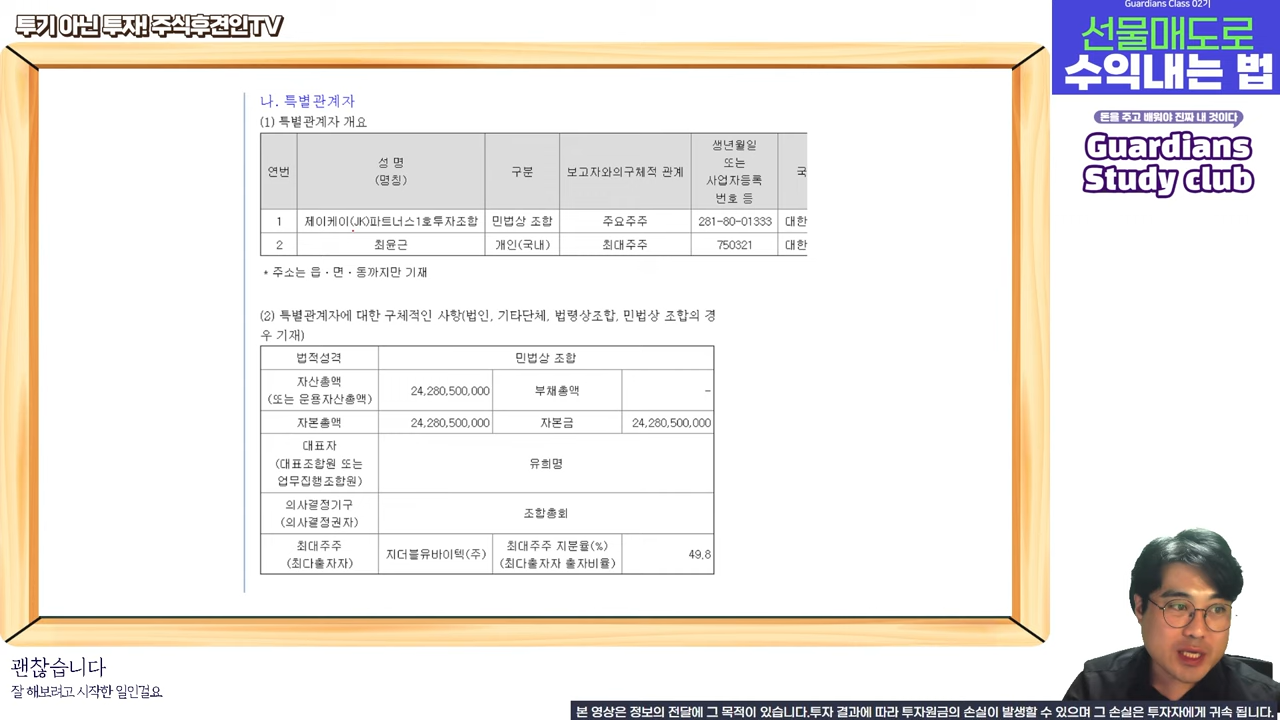 투기 아닌 투재! 주식후견인TV
Guardians Class 02기
선물매도로
수익내는 법
돈을 주고 배워야 진짜 내 것이다
Guardians
Study club
나. 특별관계자
(1) 특별관계자 개요
연번 성 명 (명칭) 구분 보고자와의구체적 관계 생년월일 또는 사업자등록 번호 등 국
1 제이케이(JK)파트너스1호투자조합 민법상 조합 주요주주 281-80-01333 대한
2 최윤근 개인(국내) 최대주주 750321 대한
* 주소는 읍ㆍ면ㆍ동까지만 기재
(2) 특별관계자에 대한 구체적인 사항(법인, 기타단체, 법령상조합, 민법상 조합의 경
우 기재)
법적성격 민법상 조합
자산총액 (또는 운용자산총액) 24,280,500,000 부채총액 -
자본총액 24,280,500,000 자본금 24,280,500,000
대표자 (대표조합원 또는 업무집행조합원) 유희명
의사결정기구 (의사결정권자) 조합총회
최대주주 (최다출자자) 지더블유바이텍(주) 최대주주 지분율(%) (최다출자자 출자비율) 49.8
괜찮습니다
잘 해보려고 시작한 일인걸요
본 영상은 정보의 전달에 그 목적이 있습니다.투자 결과에 따라 투자원금의 손실이 발생할 수 있으며 그 손실은 투자자에게 귀속 됩니다.